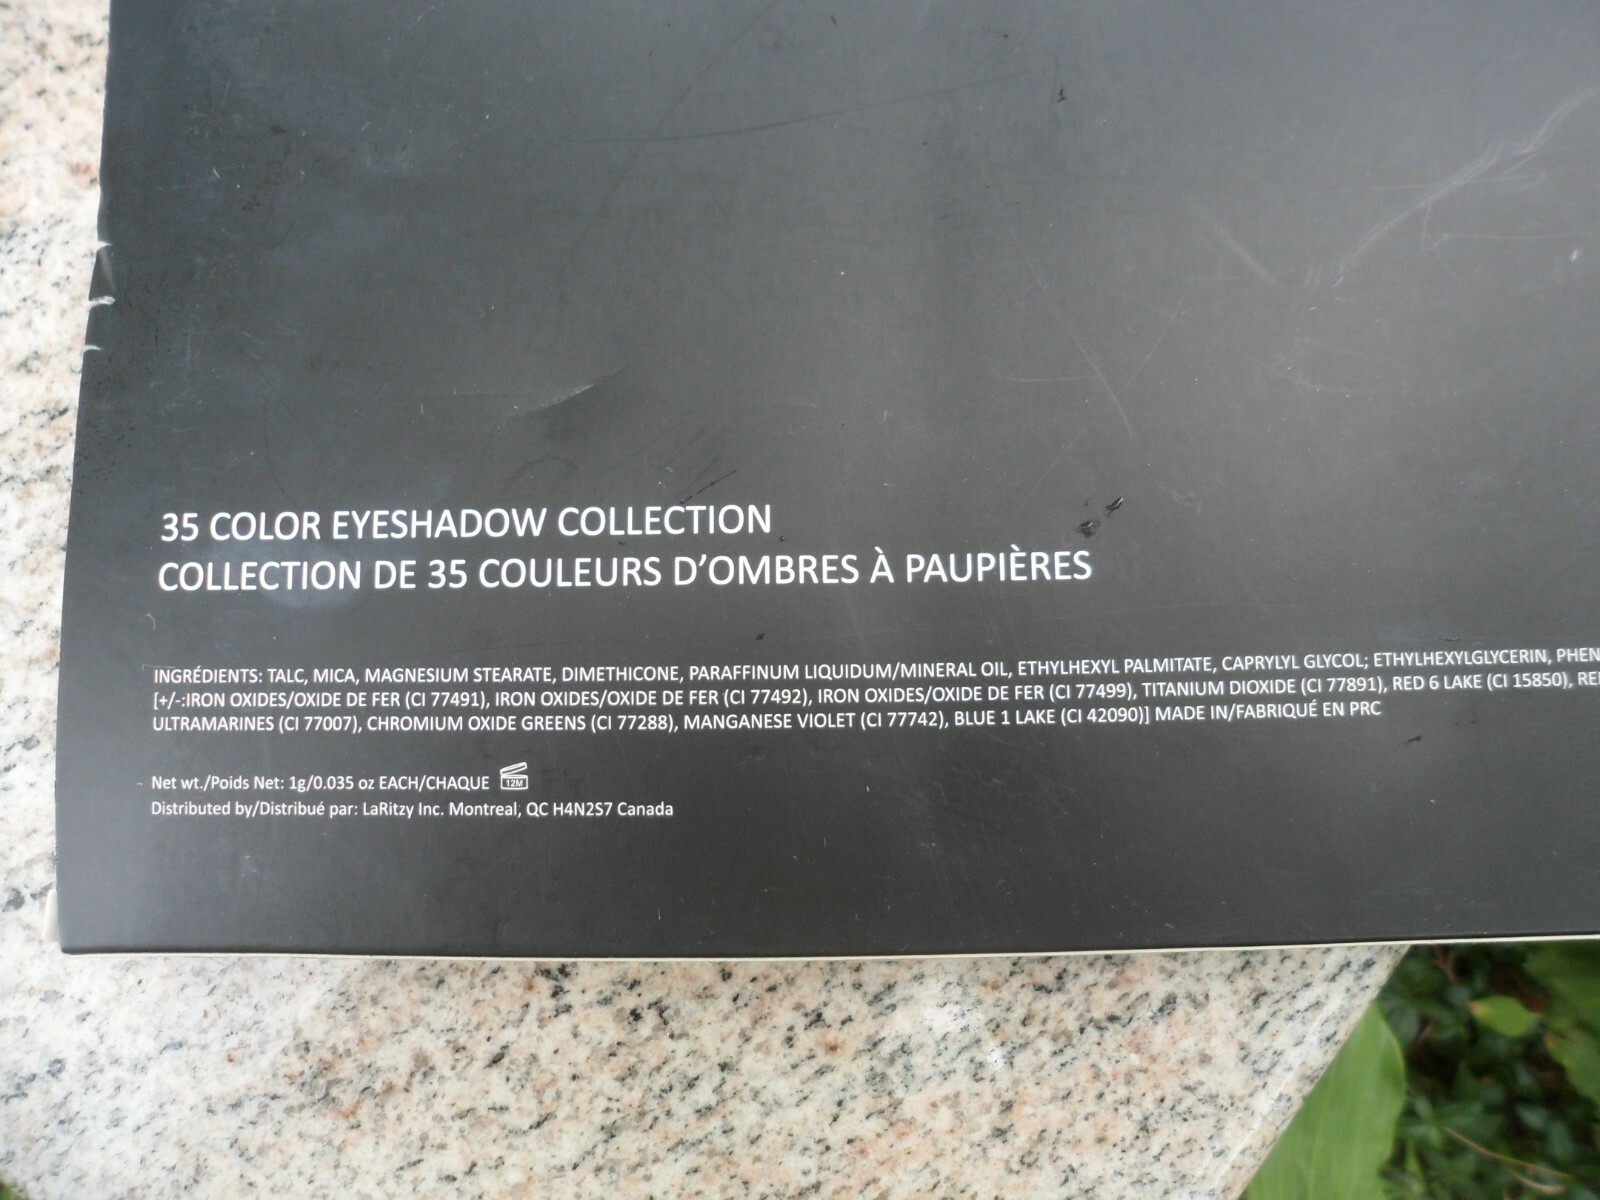 35 COLOR EYESHADOW COLLECTION
COLLECTION DE 35 COULEURS D'OMBRES À PAUPIÈRES
INGRÉDIENTS: TALC, MICA, MAGNESIUM STEARATE, DIMETHICONE, PARAFFINUM LIQUIDUM/MINERAL OIL, ETHYLHEXYL PALMITATE, CAPRYLYL GLYCOL; ETHYLHEXYLGLYCERIN,
[+/-:IRON OXIDES/OXIDE DE FER (CI 77491), IRON OXIDES/OXIDE DE FER (CI 77492), IRON OXIDES/OXIDE DE FER (CI 77499), TITANIUM DIOXIDE (CI 77891), RED 6 LAKE (CI 15850),
ULTRAMARINES (CI 77007), CHROMIUM OXIDE GREENS (CI 77288), MANGANESE VIOLET (CI 77742), BLUE 1 LAKE (CI 42090)] MADE IN/FABRIQUÉ EN PRC
Net wt./Poids Net: 1g/0.035 oz EACH/CHAQUE 12M
Distributed by/Distribué par: LaRitzy Inc. Montreal, QC H4N2S7 Canada